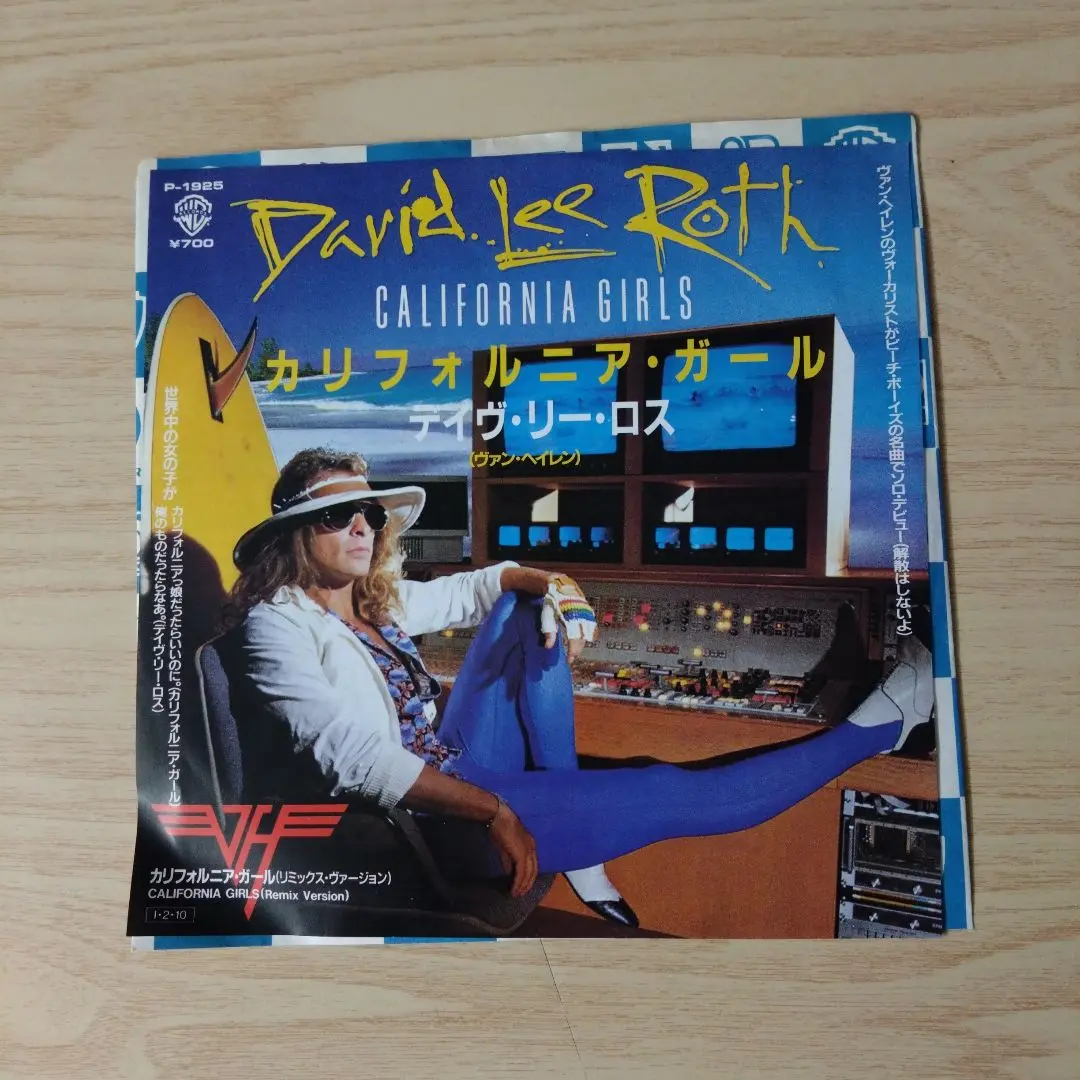 P-1925
¥700
David Lee Roth
CALIFORNIA GIRLS
カリフォルニア・ガール
デイヴ・リー・ロス
(ヴァン・ヘイレン)
ヴァン・ヘイレンのヴォーカリストがビーチ・ボーイズの名曲でソロ・デビュー(解散はしないよ)
世界中の女の子が
カリフォルニアっ娘だったらいいのに。(カリフォルニア・ガール)
俺のものだったらなあ。(デイヴ・リー・ロス)
VH
カリフォルニア・ガール(リミックス・ヴァージョン)
CALIFORNIA GIRLS(Remix Version)
I・2・10